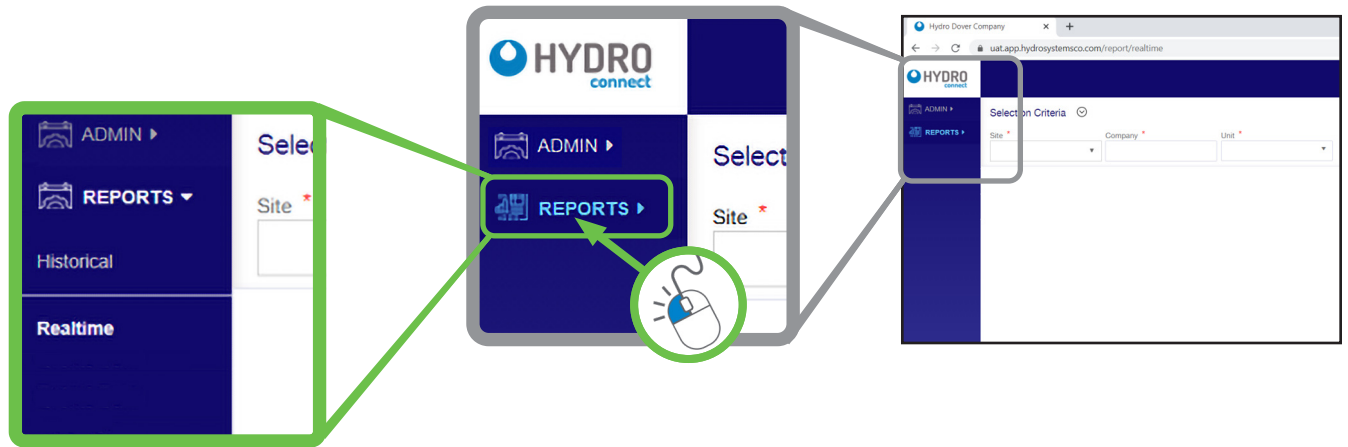 ADMIN
Selec
REPORTS
Site *
Historical
Realtime
HYDRO
connect
ADMIN
Select
REPORTS
Site *
Hydro Dover Company
uat.app.hydrosystemsco.com/report/realtime
HYDRO
connect
ADMIN
Selection Criteria
REPORTS
Site * Company * Unit *